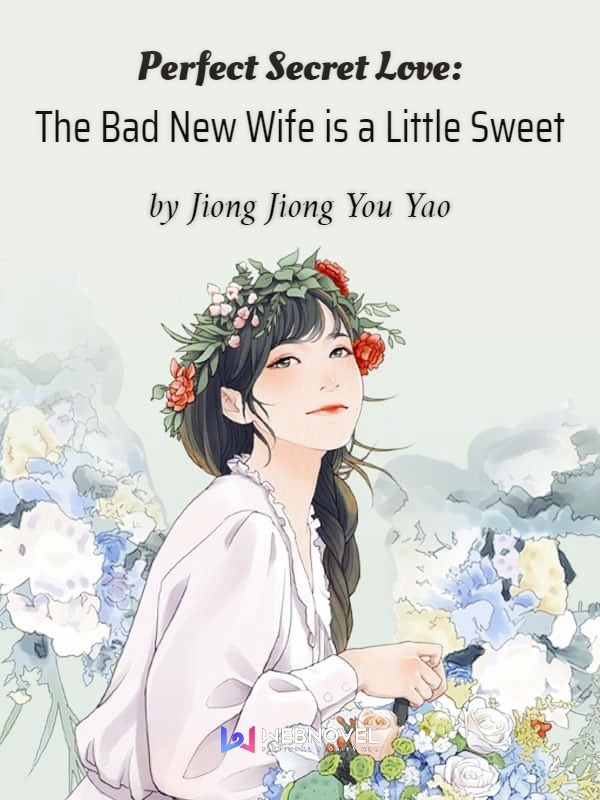 Perfect Secret Love:
The Bad New Wife is a Little Sweet
by Jiong Jiong You Yao
WEBNOVEL